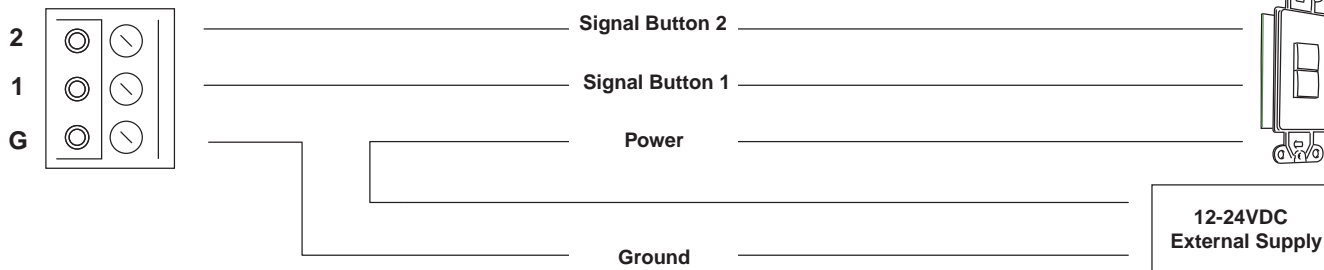 2
Signal Button 2
1
Signal Button 1
G
Power
12-24VDC
External Supply
Ground